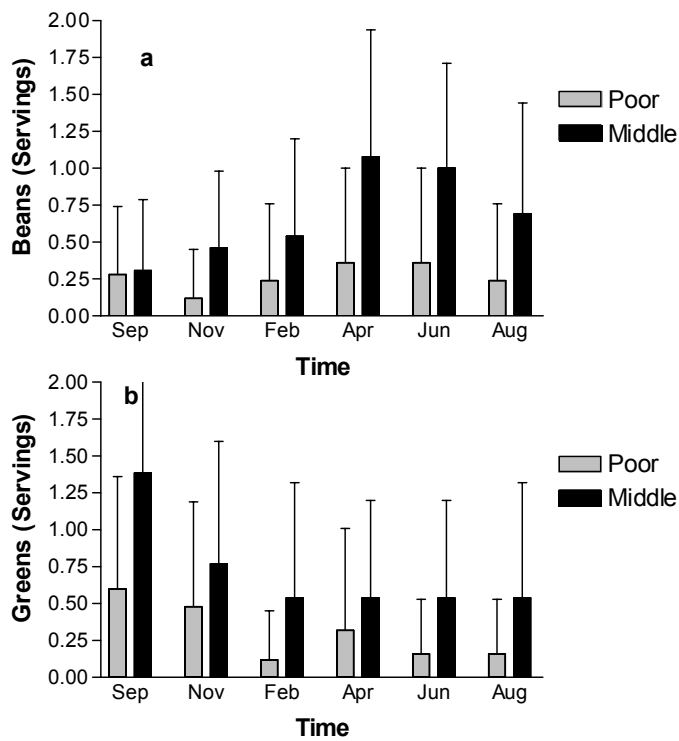 a
2.00
1.75
1.50
1.25
1.00
0.75
0.50
0.25
0.00
Beans (Servings)
Sep Nov Feb Apr Jun Aug
Time
Poor
Middle
b
2.00
1.75
1.50
1.25
1.00
0.75
0.50
0.25
0.00
Greens (Servings)
Sep Nov Feb Apr Jun Aug
Time
Poor
Middle